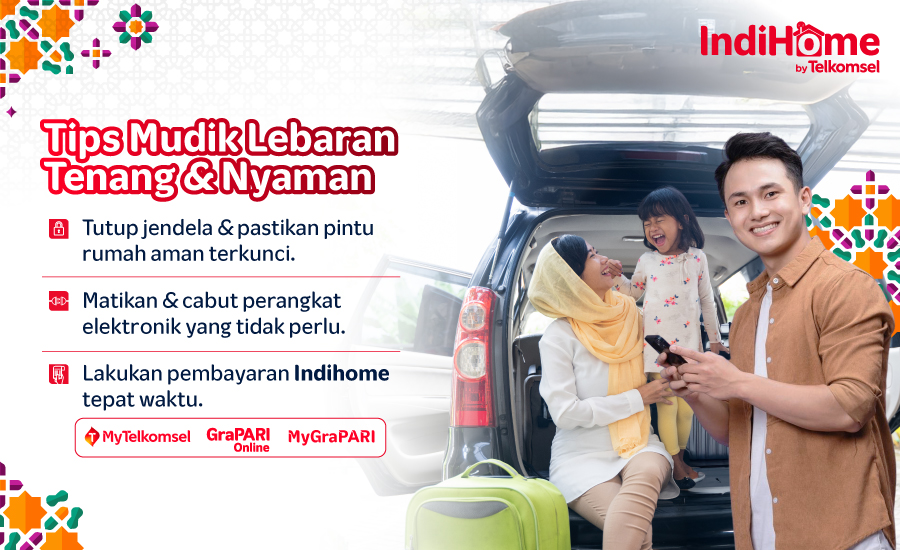 IndiHome
by Telkomsel
Tips Mudik Lebaran
Tenang & Nyaman
Tutup jendela & pastikan pintu
rumah aman terkunci.
Matikan & cabut perangkat
elektronik yang tidak perlu.
Lakukan pembayaran Indihome
tepat waktu.
MyTelkomsel GraPARI Online MyGraPARI